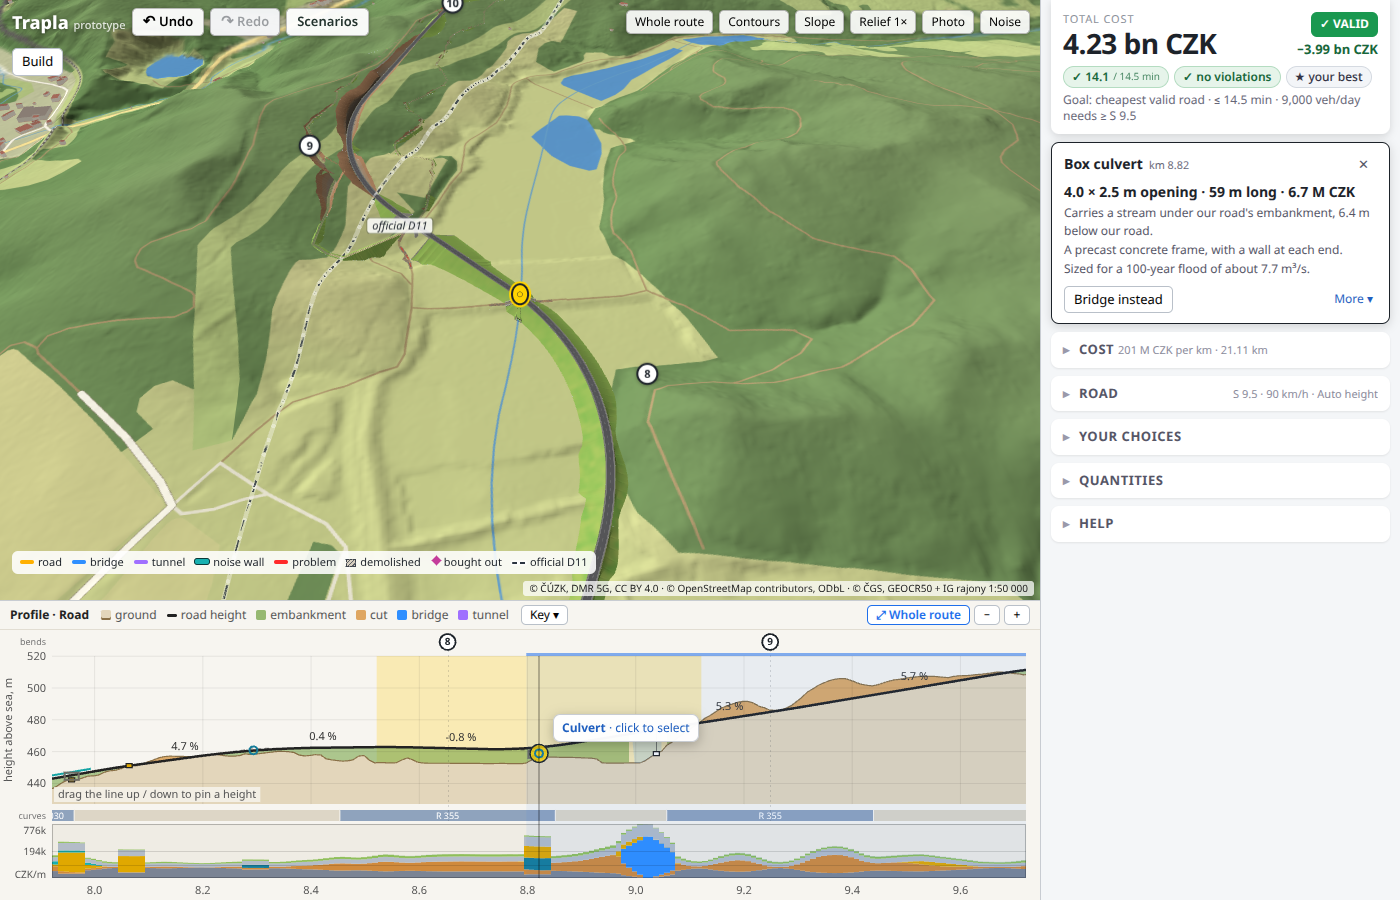 Trapla prototype
↶ Undo
↷ Redo
Scenarios
Whole route
Contours
Slope
Relief 1×
Photo
Noise
Build
10
9
official D11
8
road
bridge
tunnel
noise wall
problem
demolished
bought out
official D11
© ČÚZK, DMR 5G, CC BY 4.0 · © OpenStreetMap contributors, ODbL · © ČGS, GEOCR50 + IG rajony 1:50 000
TOTAL COST
4.23 bn CZK
✓ VALID
−3.99 bn CZK
✓ 14.1 / 14.5 min
✓ no violations
★ your best
Goal: cheapest valid road · ≤ 14.5 min · 9,000 veh/day
needs ≥ S 9.5
Box culvert km 8.82
✕
4.0 × 2.5 m opening · 59 m long · 6.7 M CZK
Carries a stream under our road's embankment, 6.4 m
below our road.
A precast concrete frame, with a wall at each end.
Sized for a 100-year flood of about 7.7 m³/s.
Bridge instead
More ▾
▸ COST 201 M CZK per km · 21.11 km
▸ ROAD S 9.5 · 90 km/h · Auto height
▸ YOUR CHOICES
▸ QUANTITIES
▸ HELP
Profile · Road
ground
road height
embankment
cut
bridge
tunnel
Key ▾
⤢ Whole route
−
+
bends
8
9
height above sea, m
520
500
480
460
440
4.7 %
0.4 %
-0.8 %
5.3 %
5.7 %
Culvert · click to select
drag the line up / down to pin a height
curves
30
R 355
R 355
776k
194k
CZK/m
8.0
8.2
8.4
8.6
8.8
9.0
9.2
9.4
9.6